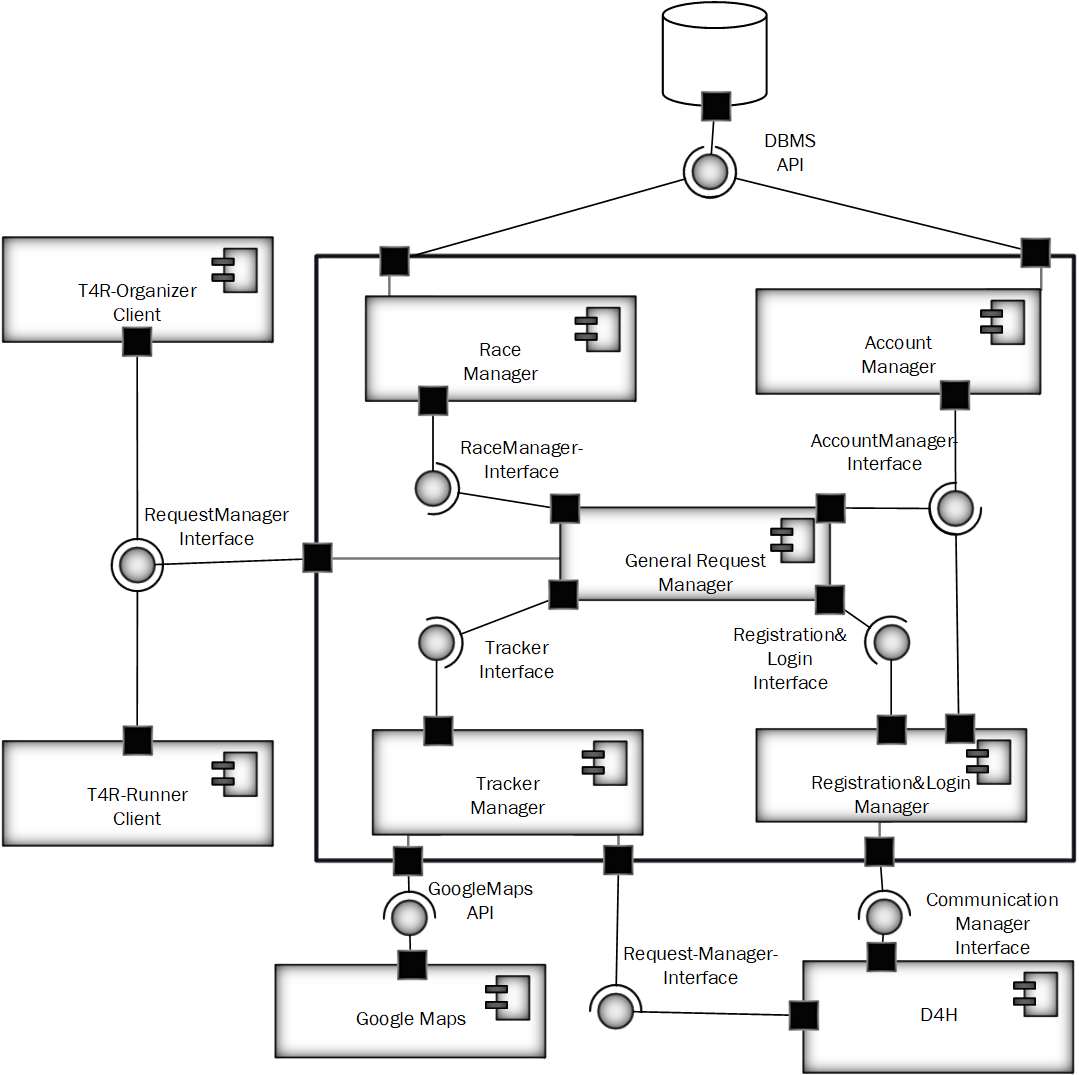 DBMS
API
T4R-Organizer
Client
Race
Manager
Account
Manager
RaceManager-
Interface
AccountManager-
Interface
RequestManager
Interface
General Request
Manager
Tracker
Interface
Registration&
Login
Interface
T4R-Runner
Client
Tracker
Manager
Registration&Login
Manager
GoogleMaps
API
Communication
Manager
Interface
Request-Manager-
Interface
Google Maps
D4H